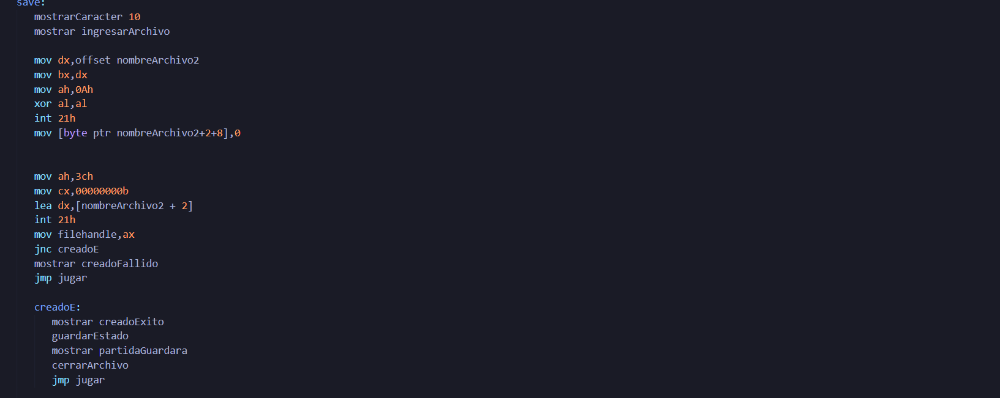 save:
mostrarCaracter 10
mostrar ingresarArchivo
mov dx,offset nombreArchivo2
mov bx,dx
mov ah,0Ah
xor al,al
int 21h
mov [byte ptr nombreArchivo2+2+8],0
mov ah,3ch
mov cx,00000000b
lea dx,[nombreArchivo2 + 2]
int 21h
mov filehandle,ax
jnc creadoE
mostrar creadoFallido
jmp jugar
creadoE:
mostrar creadoExito
guardarEstado
mostrar partidaGuardara
cerrarArchivo
jmp jugar